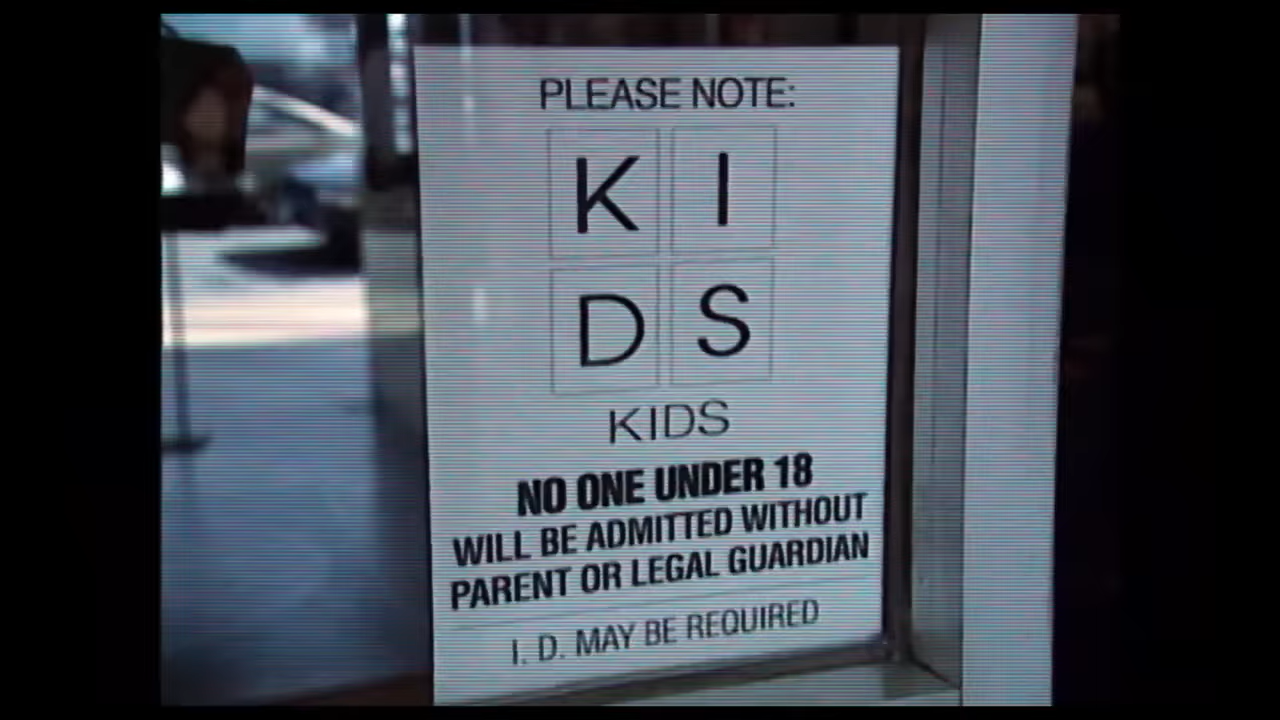 PLEASE NOTE:
K I
D S
KIDS
NO ONE UNDER 18
WILL BE ADMITTED WITHOUT
PARENT OR LEGAL GUARDIAN
I. D. MAY BE REQUIRED